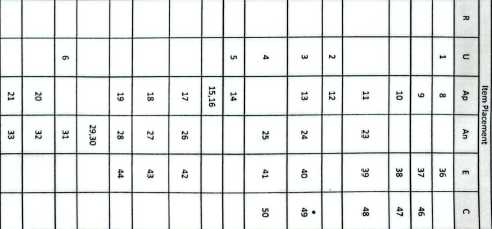 Item Placement
R U Ap An E C
1 8 36
9 37 46
10 38 47
11 23 39 48
2 12
3 13 24 40 49
4 25 41 50
5 14
15,16
17 26 42
18 27 43
19 28 44
29,30
6 31
20 32
21 33